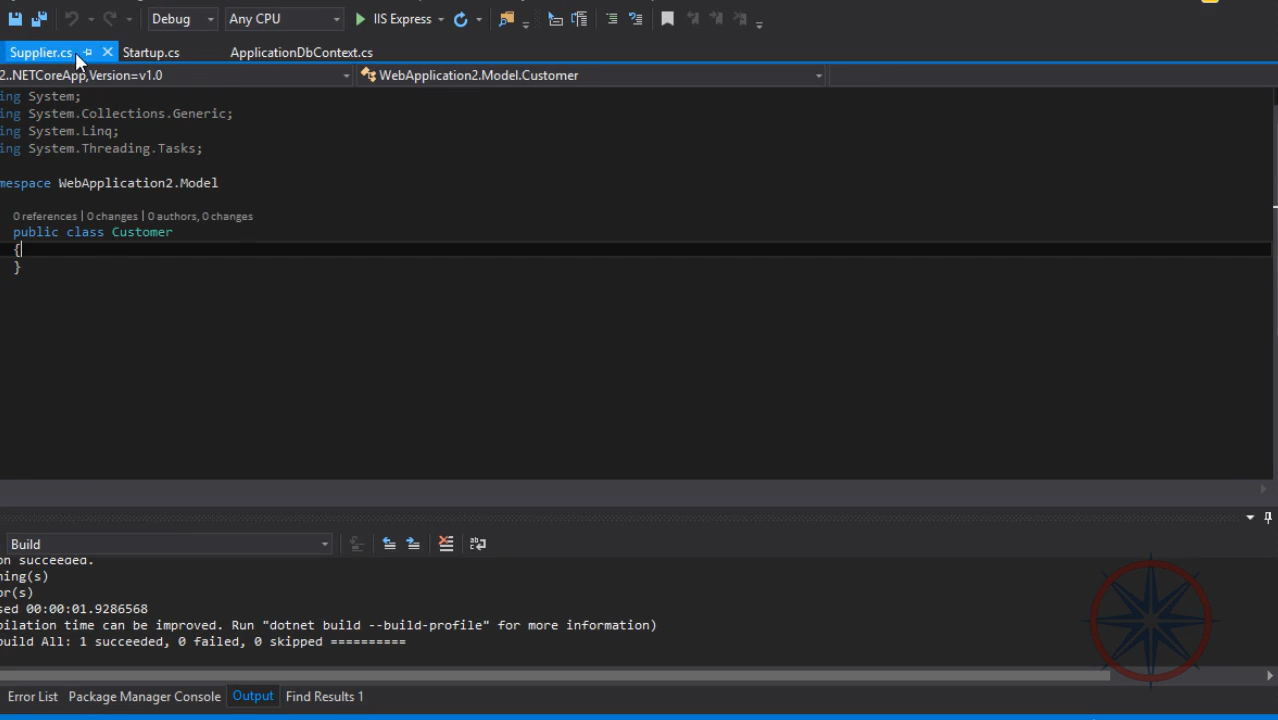 Debug Any CPU IIS Express
Supplier.cs Startup.cs ApplicationDbContext.cs
2..NETCoreApp,Version=v1.0 WebApplication2.Model.Customer
ing System;
ing System.Collections.Generic;
ing System.Linq;
ing System.Threading.Tasks;
mespace WebApplication2.Model
0 references | 0 changes | 0 authors, 0 changes
public class Customer
{
}
Build
on succeeded.
ning(s)
or(s)
sed 00:00:01.9286568
pilation time can be improved. Run "dotnet build --build-profile" for more information)
build All: 1 succeeded, 0 failed, 0 skipped ==========
Error List Package Manager Console Output Find Results 1